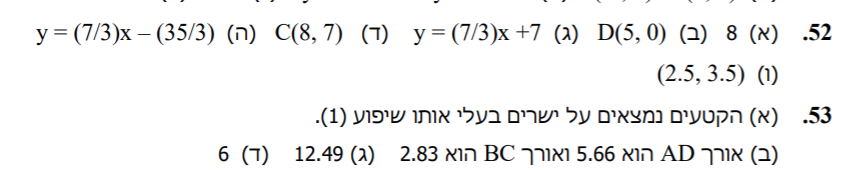 52. (א) 8 (ב) D(5, 0) (ג) y = (7/3)x +7 (ד) C(8, 7) (ה) y = (7/3)x – (35/3)
(ו) (2.5, 3.5)
53. (א) הקטעים נמצאים על ישרים בעלי אותו שיפוע (1).
(ב) אורך AD הוא 5.66 ואורך BC הוא 2.83 (ג) 12.49 (ד) 6